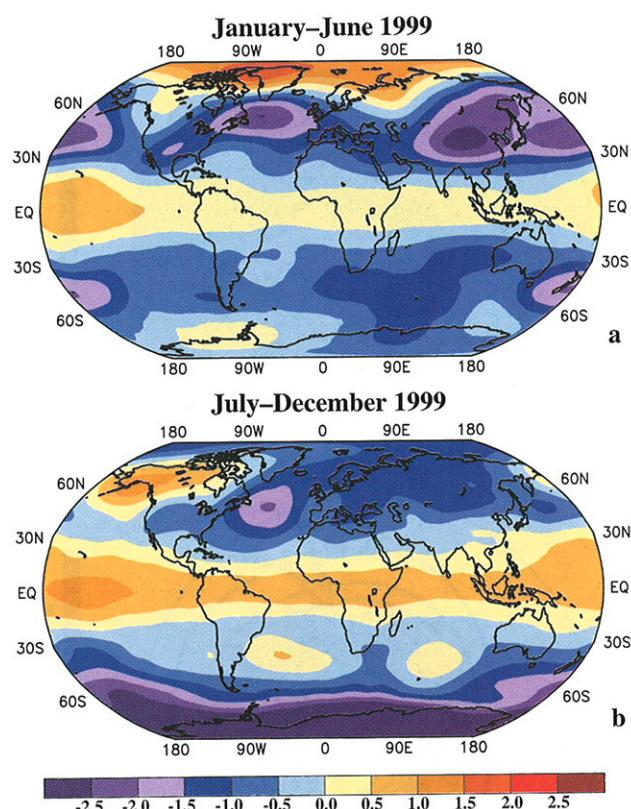 January–June 1999
180 90W 0 90E 180
60N 60N
30N 30N
EQ EQ
30S 30S
60S 60S
180 90W 0 90E 180
a
July–December 1999
180 90W 0 90E 180
60N 60N
30N 30N
EQ EQ
30S 30S
60S 60S
180 90W 0 90E 180
b
-2.5 -2.0 -1.5 -1.0 -0.5 0.0 0.5 1.0 1.5 2.0 2.5